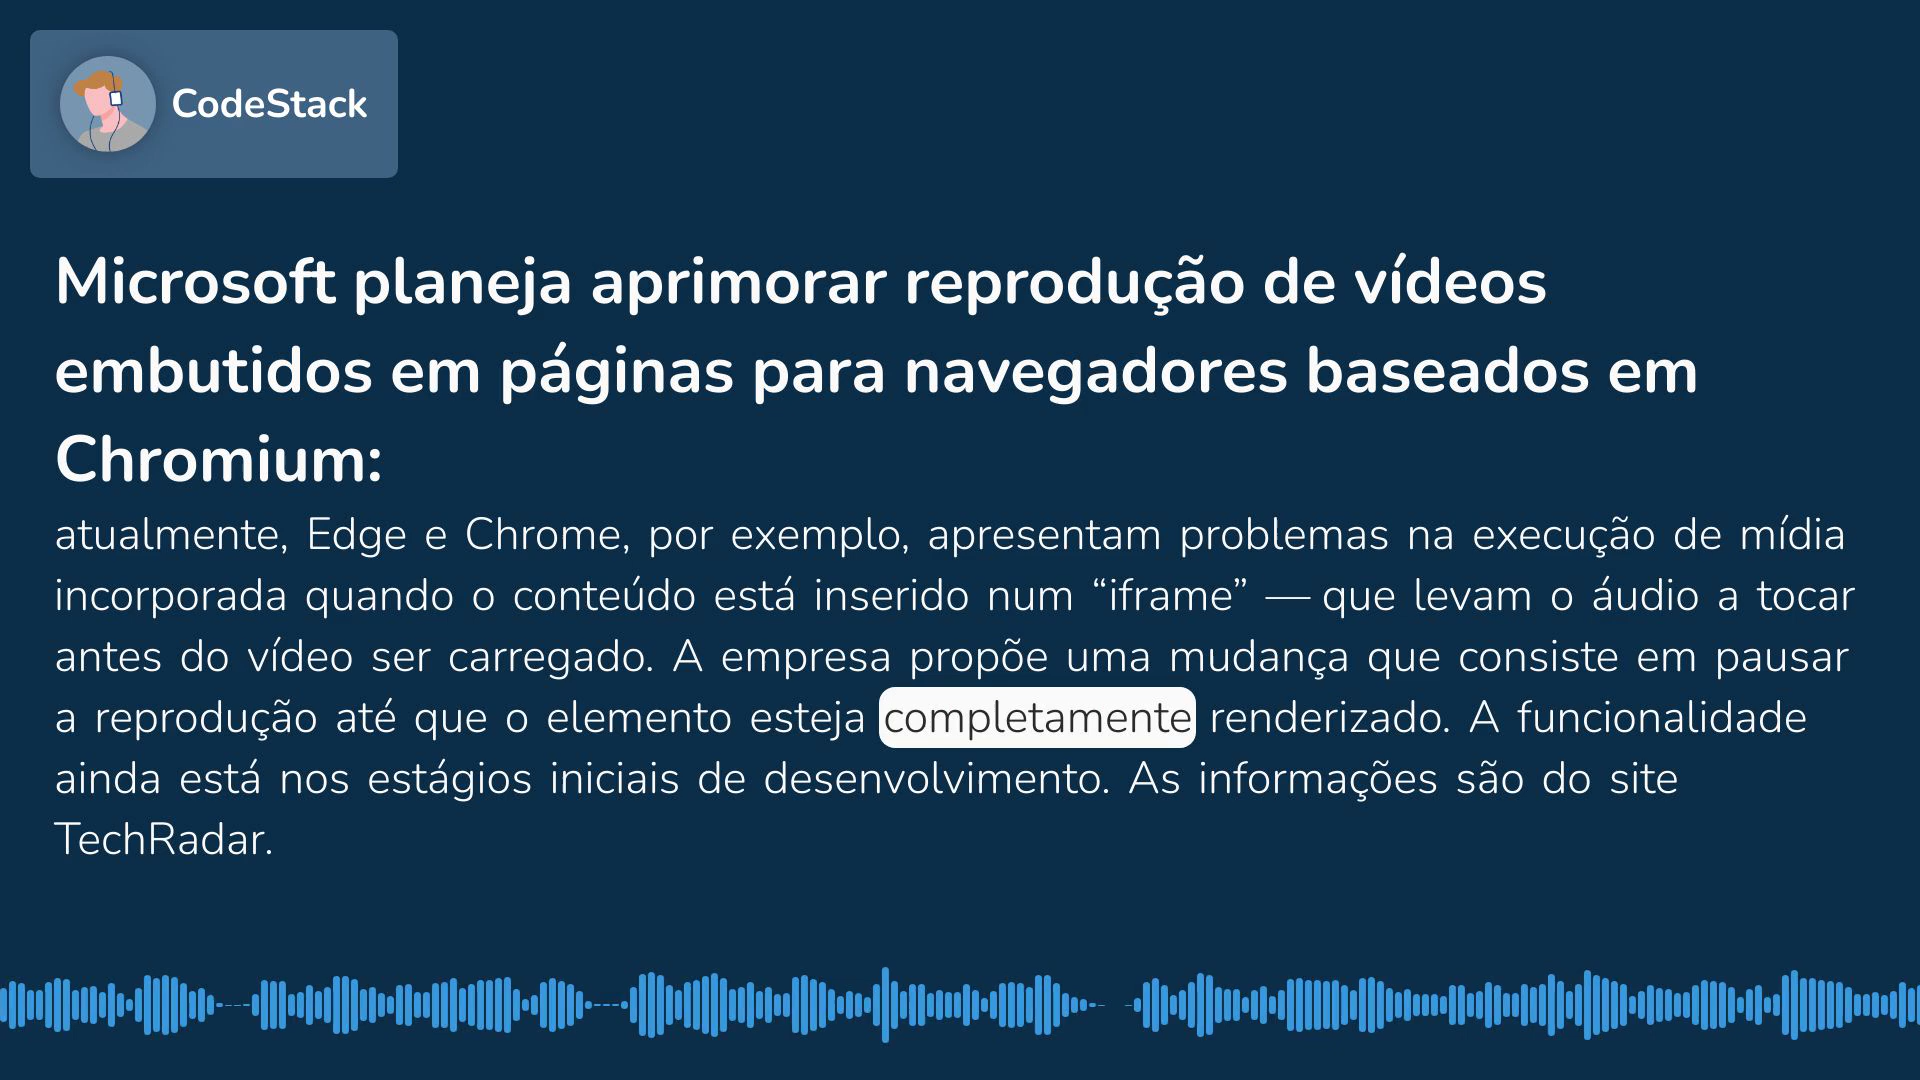 CodeStack
Microsoft planeja aprimorar reprodução de vídeos
embutidos em páginas para navegadores baseados em
Chromium:
atualmente, Edge e Chrome, por exemplo, apresentam problemas na execução de mídia
incorporada quando o conteúdo está inserido num “iframe” — que levam o áudio a tocar
antes do vídeo ser carregado. A empresa propõe uma mudança que consiste em pausar
a reprodução até que o elemento esteja completamente renderizado. A funcionalidade
ainda está nos estágios iniciais de desenvolvimento. As informações são do site
TechRadar.